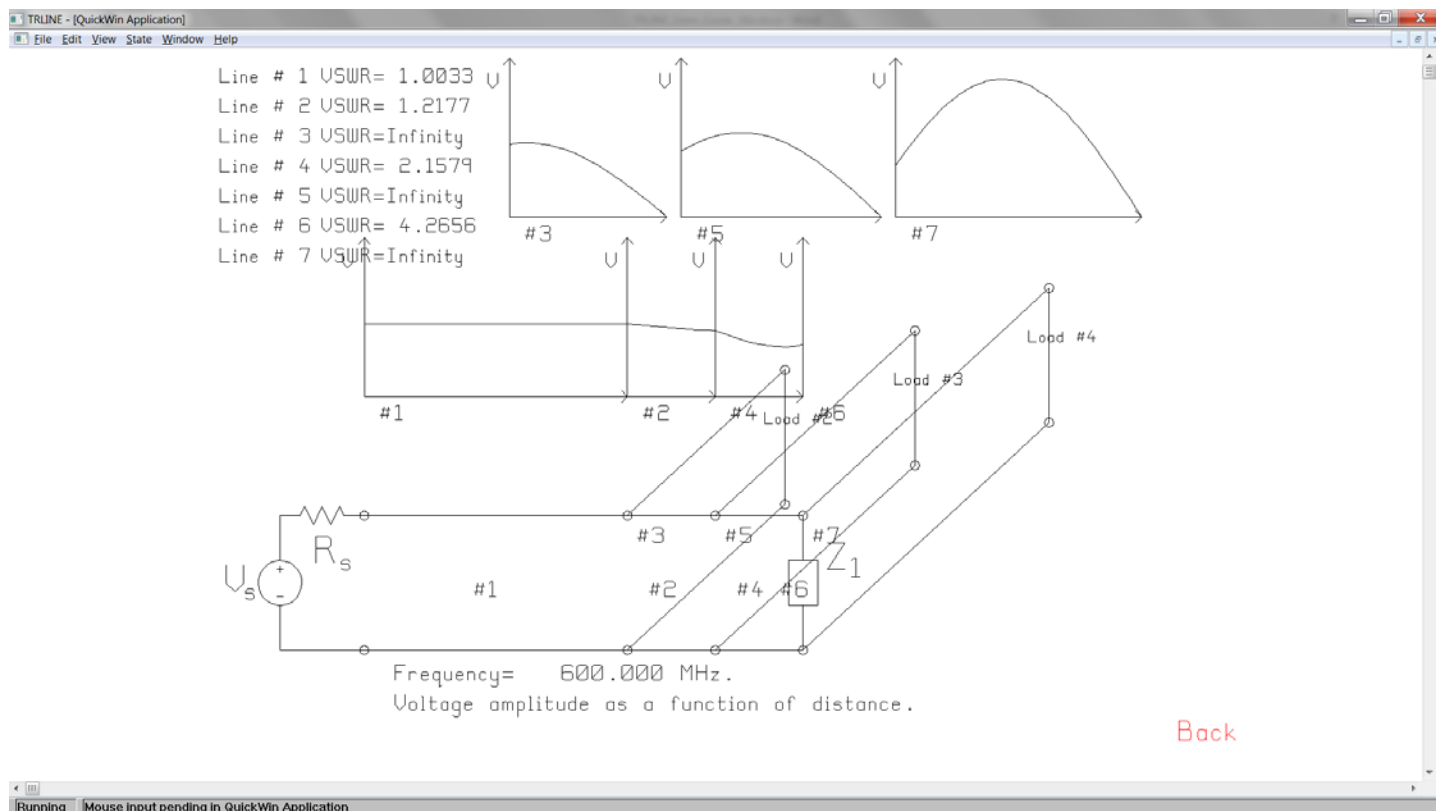 TRLINE - [QuickWin Application]
File Edit View State Window Help
Line # 1 VSWR= 1.0033
Line # 2 VSWR= 1.2177
Line # 3 VSWR=Infinity
Line # 4 VSWR= 2.1579
Line # 5 VSWR=Infinity
Line # 6 VSWR= 4.2656
Line # 7 VSWR=Infinity
V V V
#3 #5 #7
V V V V
Load #4
Load #3
#1 #2 #4 Load #2 #6
#3 #5 #7
Rs Z1
Vs + - #1 #2 #4 #6
Frequency= 600.000 MHz.
Voltage amplitude as a function of distance.
Back
Running Mouse input pending in QuickWin Application